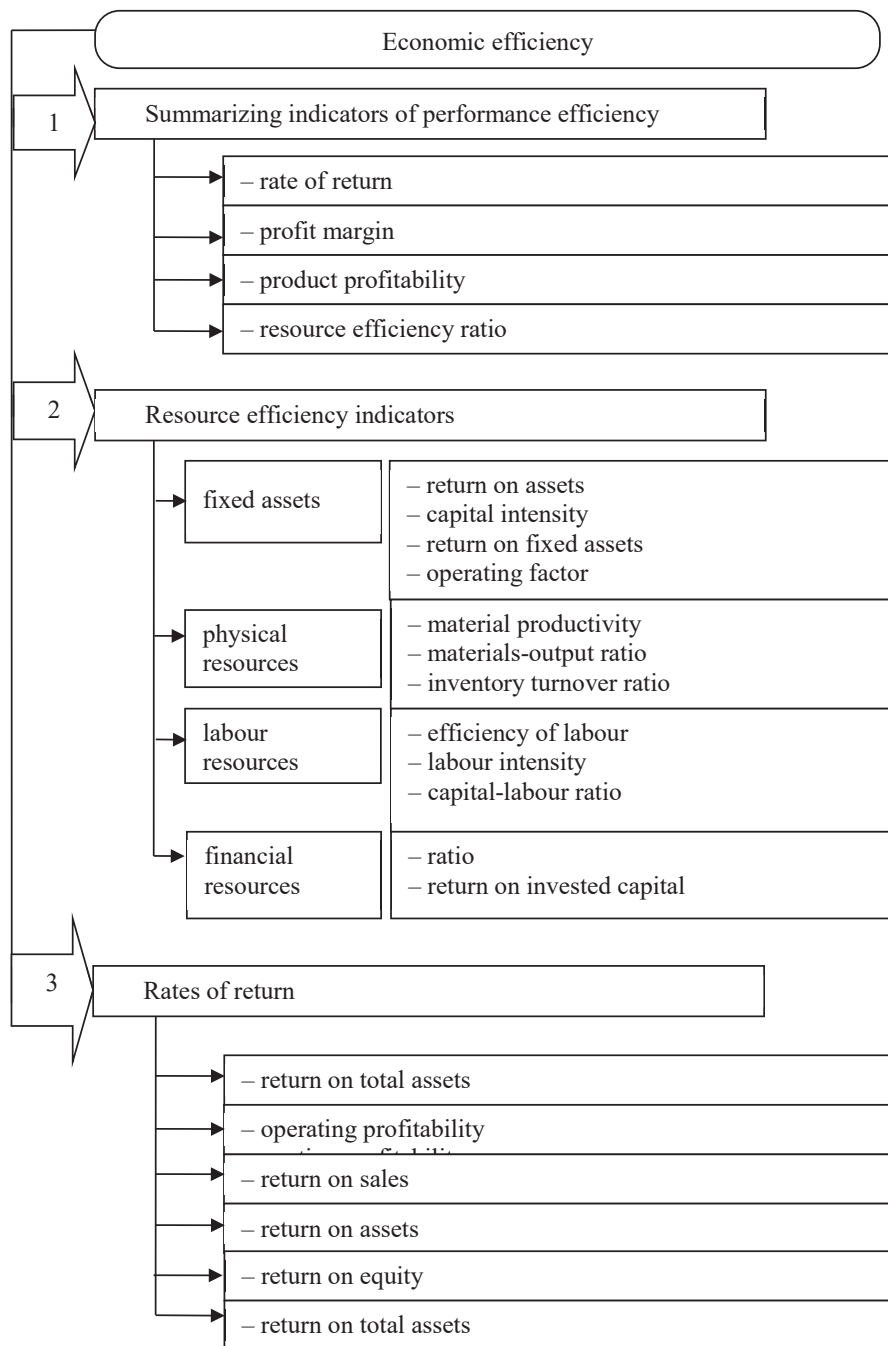 Economic efficiency
1
Summarizing indicators of performance efficiency
– rate of return
– profit margin
– product profitability
– resource efficiency ratio
2
Resource efficiency indicators
fixed assets
– return on assets
– capital intensity
– return on fixed assets
– operating factor
physical
resources
– material productivity
– materials-output ratio
– inventory turnover ratio
labour
resources
– efficiency of labour
– labour intensity
– capital-labour ratio
financial
resources
– ratio
– return on invested capital
3
Rates of return
– return on total assets
– operating profitability
– return on sales
– return on assets
– return on equity
– return on total assets